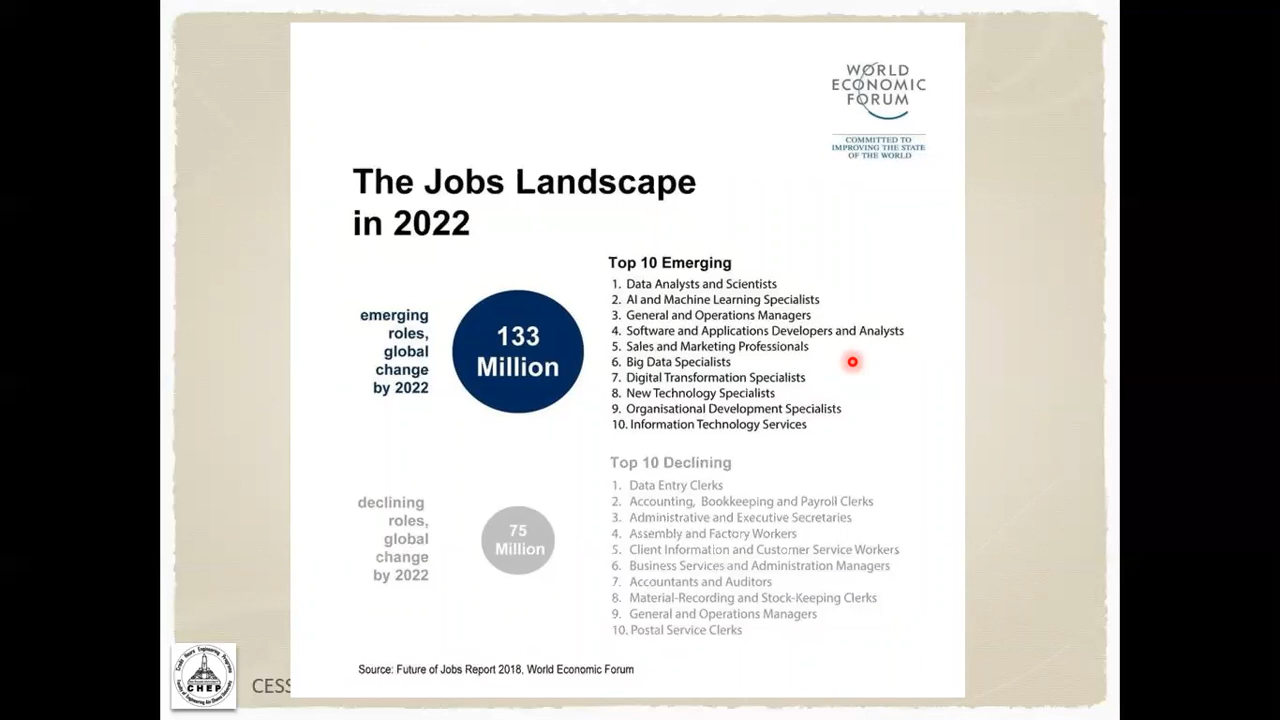 WORLD
ECONOMIC
FORUM
COMMITTED TO
IMPROVING THE STATE
OF THE WORLD
The Jobs Landscape
in 2022
emerging
roles,
global
change
by 2022
133
Million
Top 10 Emerging
1. Data Analysts and Scientists
2. AI and Machine Learning Specialists
3. General and Operations Managers
4. Software and Applications Developers and Analysts
5. Sales and Marketing Professionals
6. Big Data Specialists
7. Digital Transformation Specialists
8. New Technology Specialists
9. Organisational Development Specialists
10. Information Technology Services
declining
roles,
global
change
by 2022
75
Million
Top 10 Declining
1. Data Entry Clerks
2. Accounting, Bookkeeping and Payroll Clerks
3. Administrative and Executive Secretaries
4. Assembly and Factory Workers
5. Client Information and Customer Service Workers
6. Business Services and Administration Managers
7. Accountants and Auditors
8. Material-Recording and Stock-Keeping Clerks
9. General and Operations Managers
10. Postal Service Clerks
Source: Future of Jobs Report 2018, World Economic Forum
CHEP
CESS